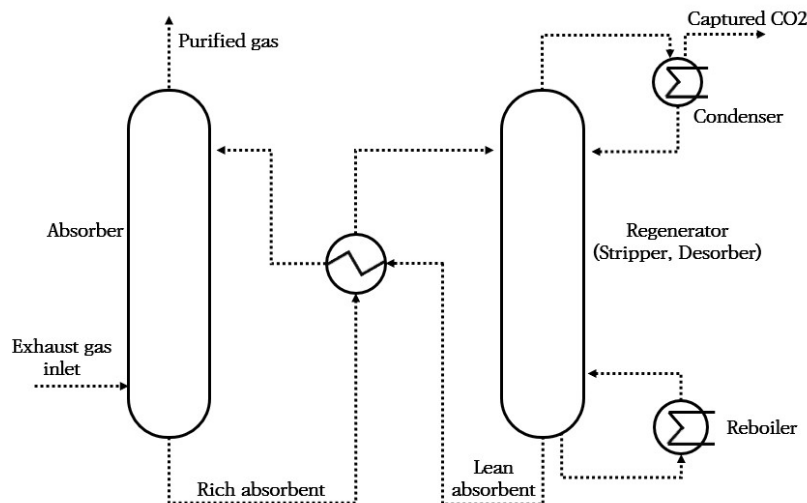 Captured CO2
Purified gas
Condenser
Absorber
Regenerator
(Stripper, Desorber)
Exhaust gas
inlet
Reboiler
Lean
absorbent
Rich absorbent